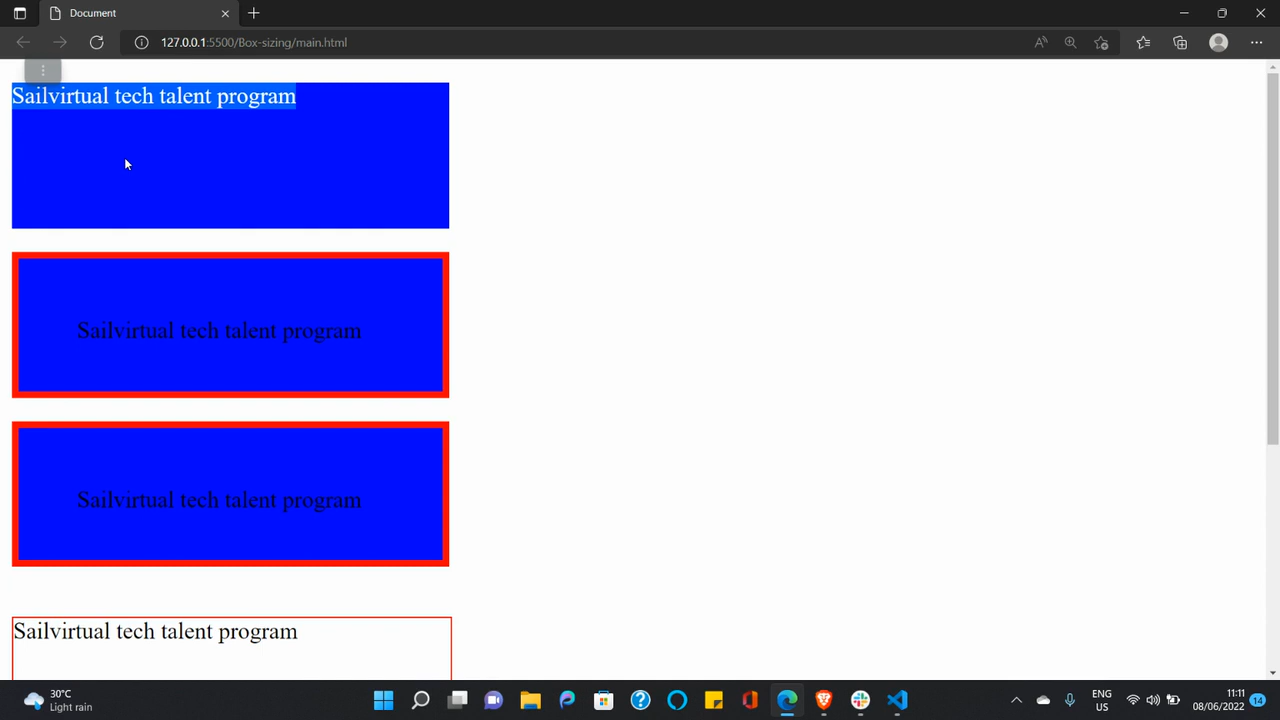 Document
127.0.0.1:5500/Box-sizing/main.html
Sailvirtual tech talent program
Sailvirtual tech talent program
Sailvirtual tech talent program
Sailvirtual tech talent program
30°C
Light rain
ENG
US
11:11
08/06/2022
14